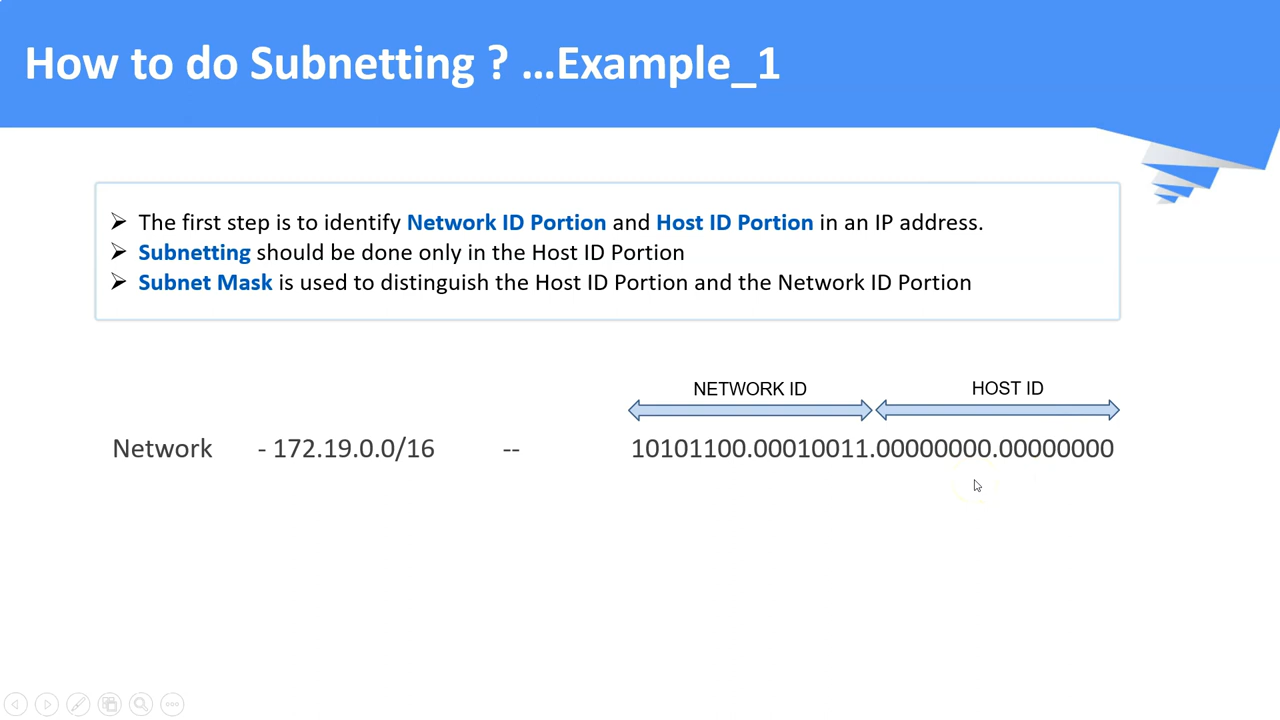 How to do Subnetting ? ...Example_1
➢ The first step is to identify Network ID Portion and Host ID Portion in an IP address.
➢ Subnetting should be done only in the Host ID Portion
➢ Subnet Mask is used to distinguish the Host ID Portion and the Network ID Portion
NETWORK ID HOST ID
Network - 172.19.0.0/16 -- 10101100.00010011.00000000.00000000